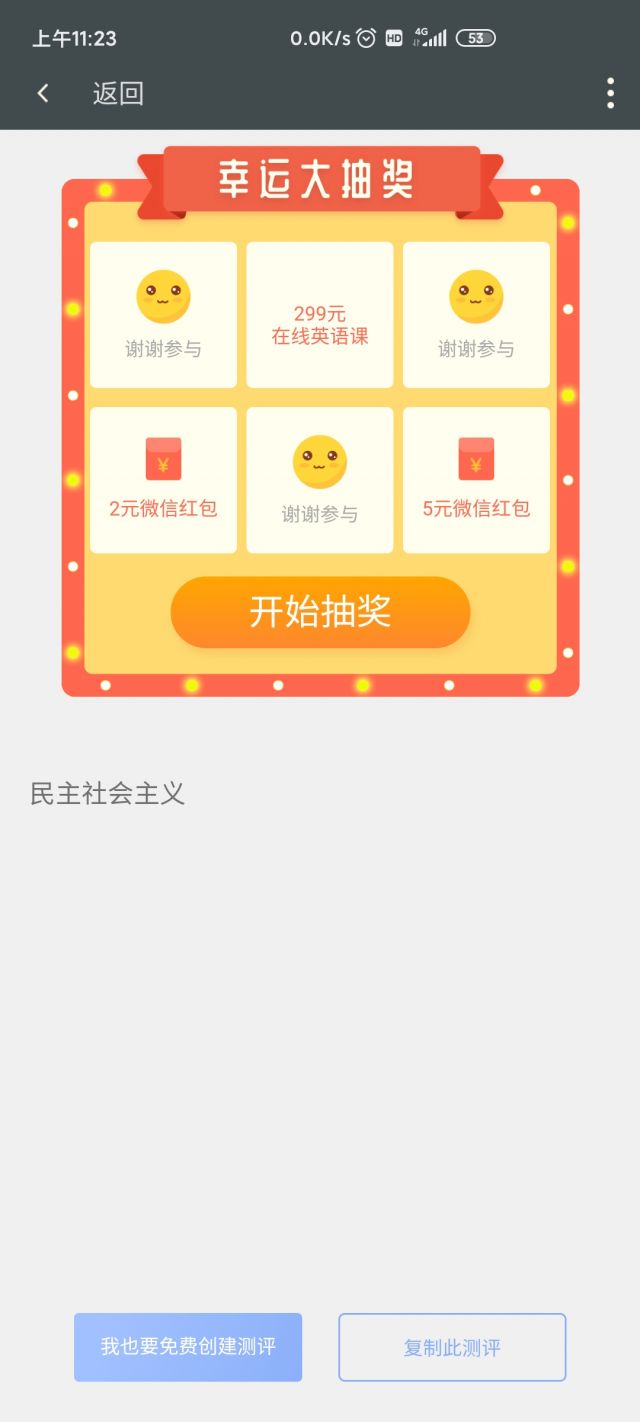 上午11:23
0.0K/s HD 4G 53
返回
幸运大抽奖
谢谢参与
299元
在线英语课
谢谢参与
¥
2元微信红包
谢谢参与
¥
5元微信红包
开始抽奖
民主社会主义
我也要免费创建测评
复制此测评